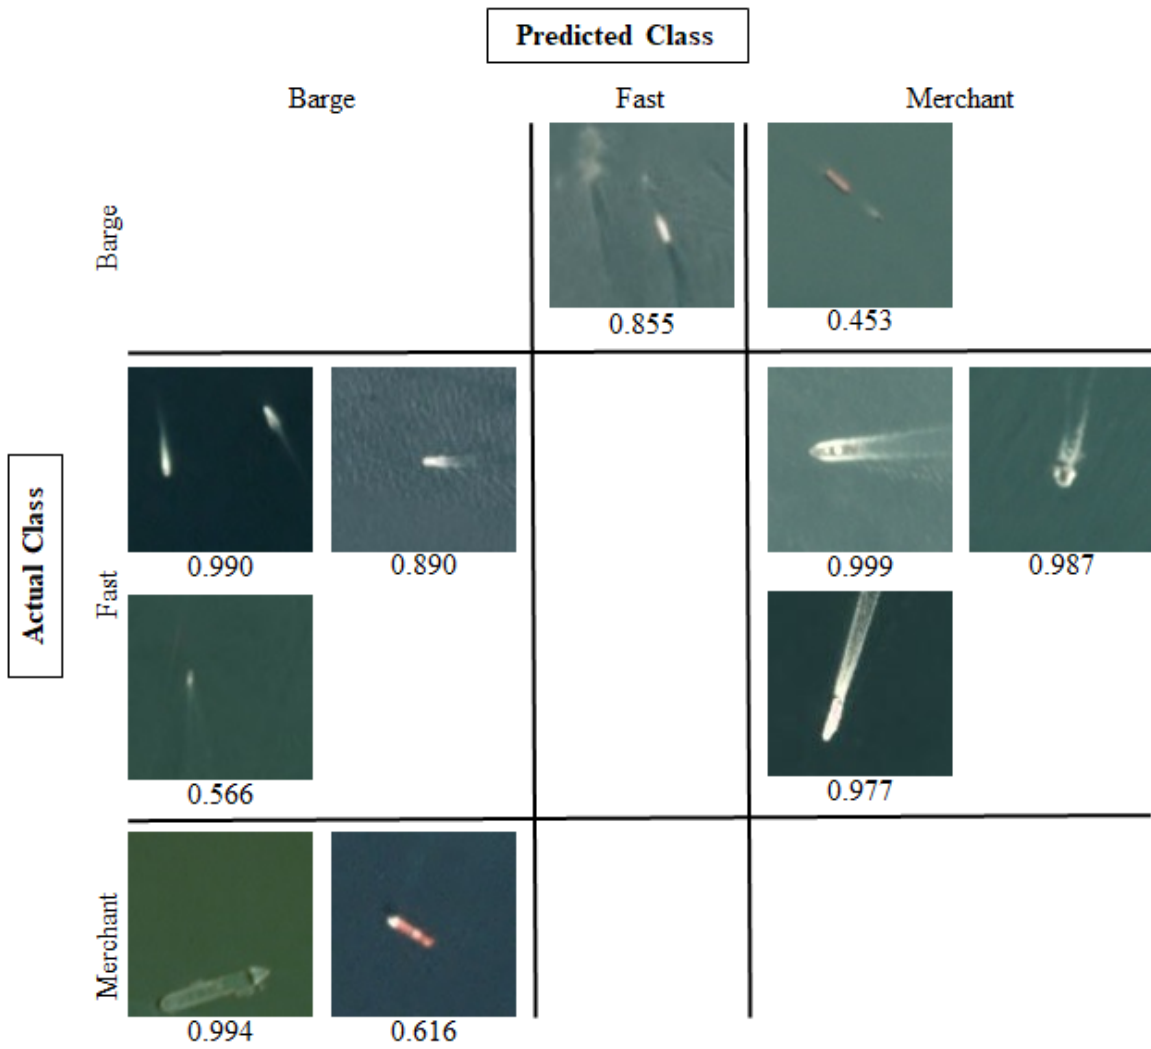 Predicted Class
Barge Fast Merchant
Barge
0.855 0.453
Actual Class
Fast
0.990 0.890 0.999 0.987
0.566 0.977
Merchant
0.994 0.616